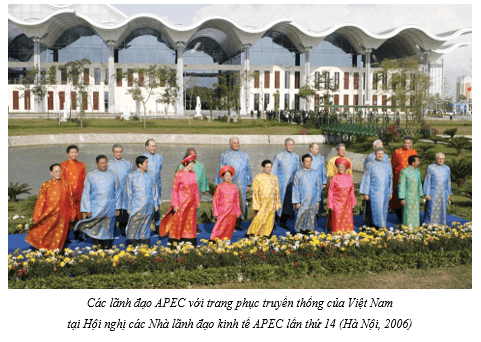 Các lãnh đạo APEC với trang phục truyền thống của Việt Nam
tại Hội nghị các Nhà lãnh đạo kinh tế APEC lần thứ 14 (Hà Nội, 2006)